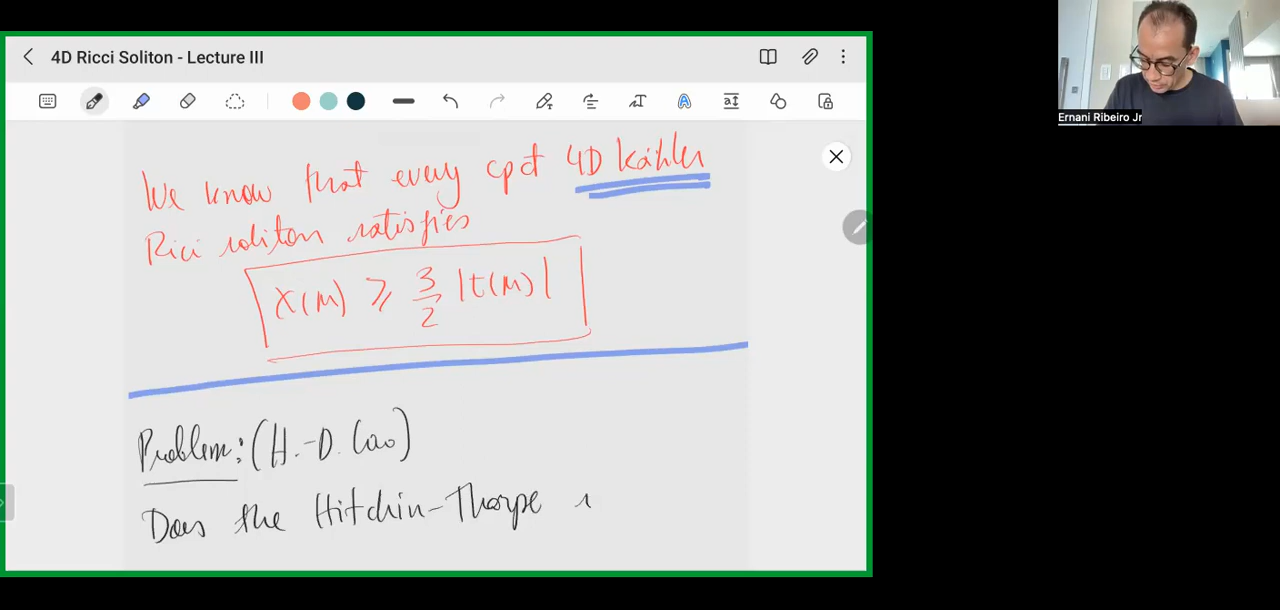 4D Ricci Soliton - Lecture III
Ernani Ribeiro Jr
We know that every cpct 4D Kähler
Ricci soliton satisfies
χ(M) ≥ 3/2 |τ(M)|
Problem: (H.-D. Cao)
Does the Hitchin-Thorpe